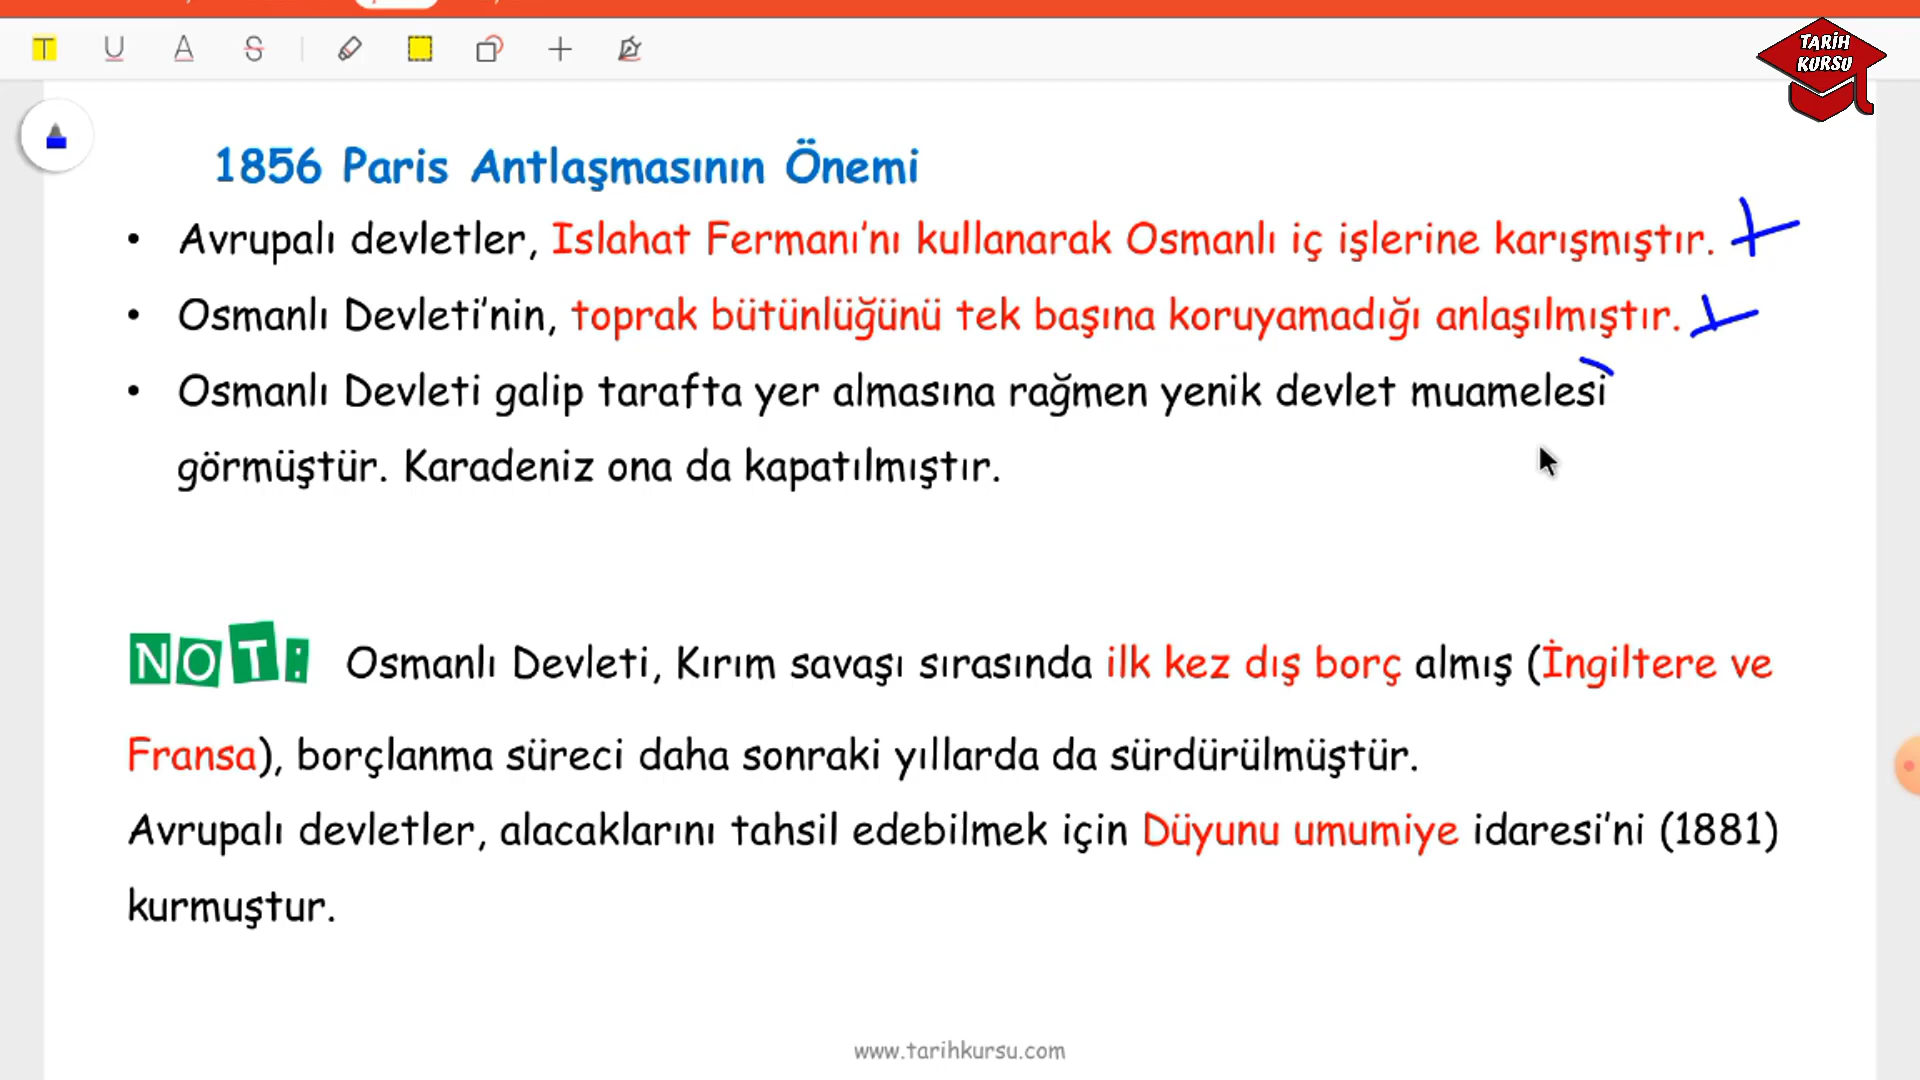 T U A S
TARİH
KURSU
1856 Paris Antlaşmasının Önemi
• Avrupalı devletler, Islahat Fermanı’nı kullanarak Osmanlı iç işlerine karışmıştır.
• Osmanlı Devleti’nin, toprak bütünlüğünü tek başına koruyamadığı anlaşılmıştır.
• Osmanlı Devleti galip tarafta yer almasına rağmen yenik devlet muamelesi
görmüştür. Karadeniz ona da kapatılmıştır.
NOT: Osmanlı Devleti, Kırım savaşı sırasında ilk kez dış borç almış (İngiltere ve
Fransa), borçlanma süreci daha sonraki yıllarda da sürdürülmüştür.
Avrupalı devletler, alacaklarını tahsil edebilmek için Düyunu umumiye idaresi’ni (1881)
kurmuştur.
www.tarihkursu.com